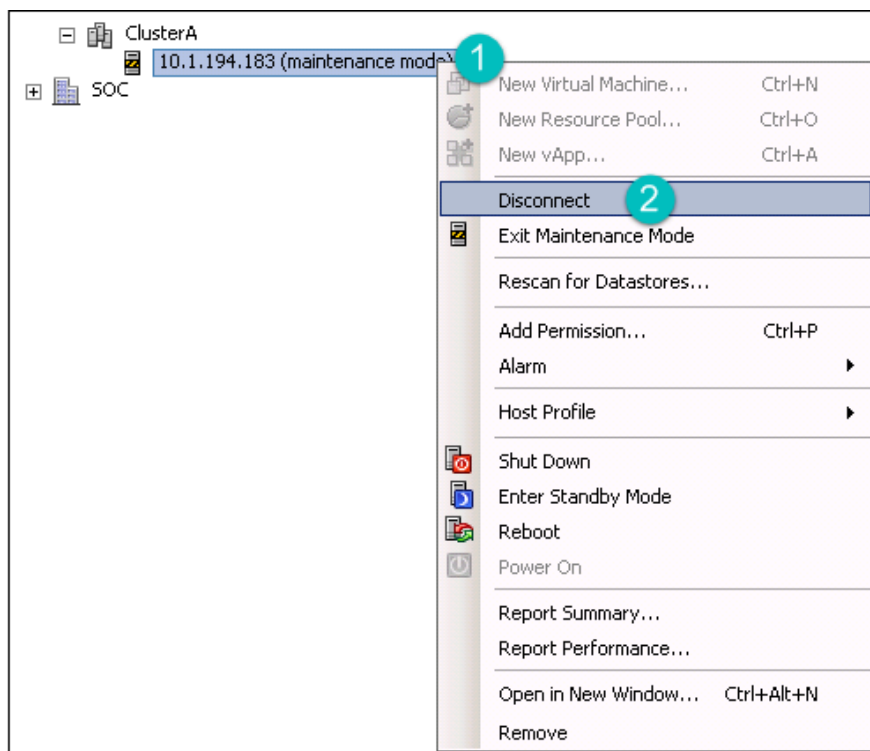 ClusterA
10.1.194.183 (maintenance mode) 1
SOC
New Virtual Machine... Ctrl+N
New Resource Pool... Ctrl+O
New vApp... Ctrl+A
Disconnect 2
Exit Maintenance Mode
Rescan for Datastores...
Add Permission... Ctrl+P
Alarm
Host Profile
Shut Down
Enter Standby Mode
Reboot
Power On
Report Summary...
Report Performance...
Open in New Window... Ctrl+Alt+N
Remove